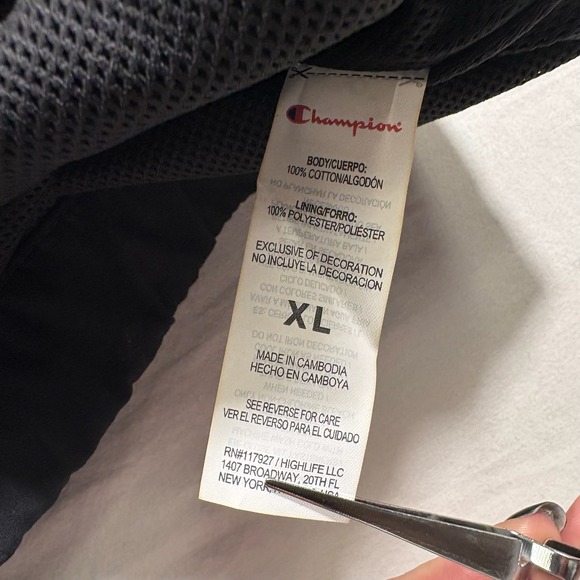 Champion
BODY/CUERPO:
100% COTTON/ALGODÓN
LINING/FORRO:
100% POLYESTER/POLIÉSTER
EXCLUSIVE OF DECORATION
NO INCLUYE LA DECORACION
XL
MADE IN CAMBODIA
HECHO EN CAMBOYA
SEE REVERSE FOR CARE
VER EL REVERSO PARA EL CUIDADO
RN#117927 / HIGHLIFE LLC
1407 BROADWAY, 20TH FL
NEW YORK USA